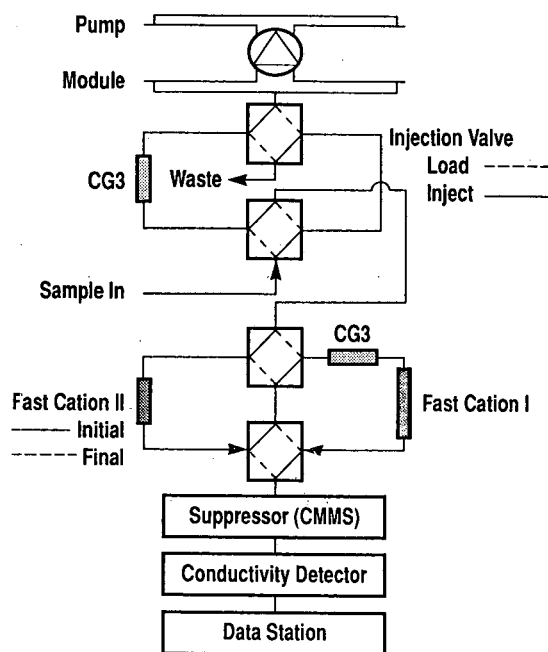 Pump
Module
Injection Valve
Load
Inject
CG3
Waste
Sample In
CG3
Fast Cation II
Initial
Final
Fast Cation I
Suppressor (CMMS)
Conductivity Detector
Data Station